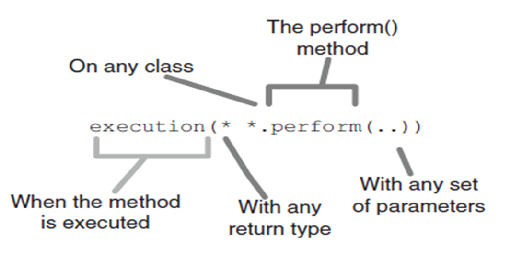 The perform()
method
On any class
execution(* *.perform(..))
When the method
is executed
With any
return type
With any set
of parameters